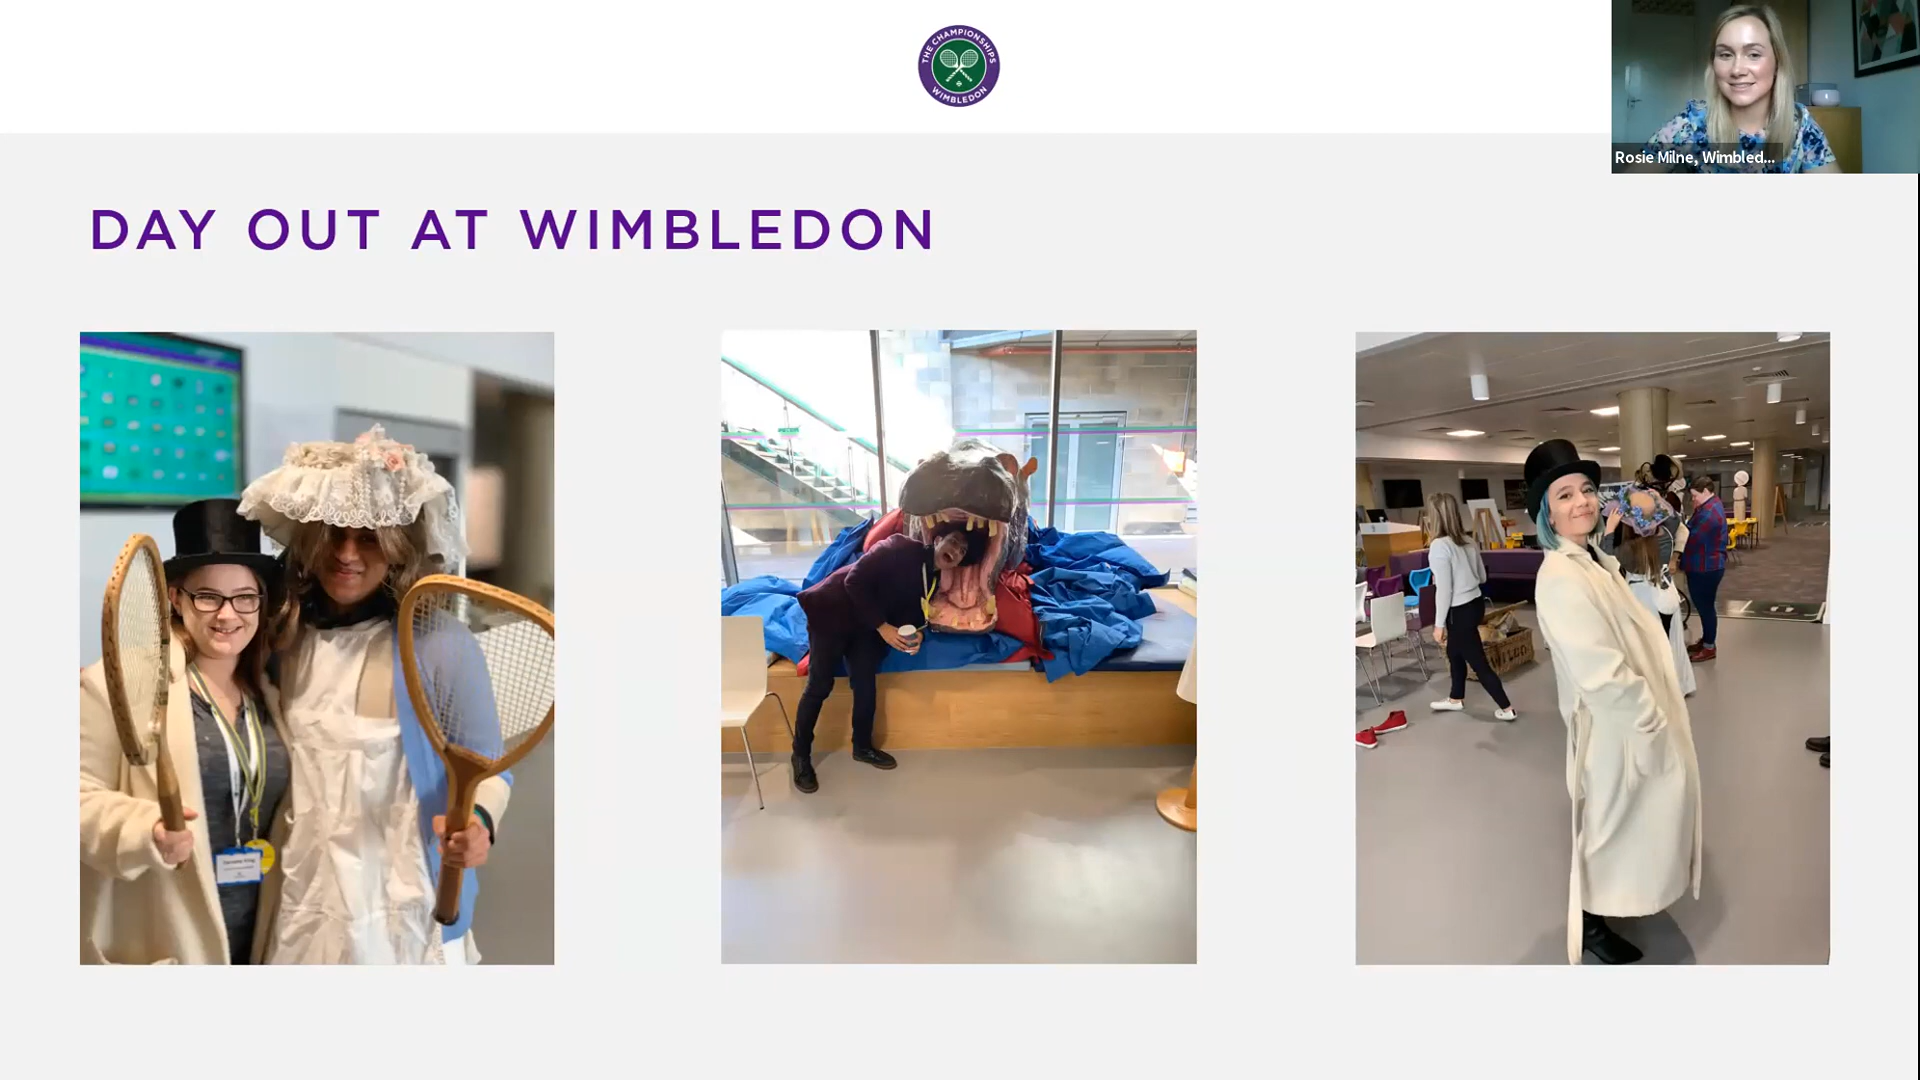 THE CHAMPIONSHIPS
WIMBLEDON
Rosie Milne, Wimbled...
DAY OUT AT WIMBLEDON